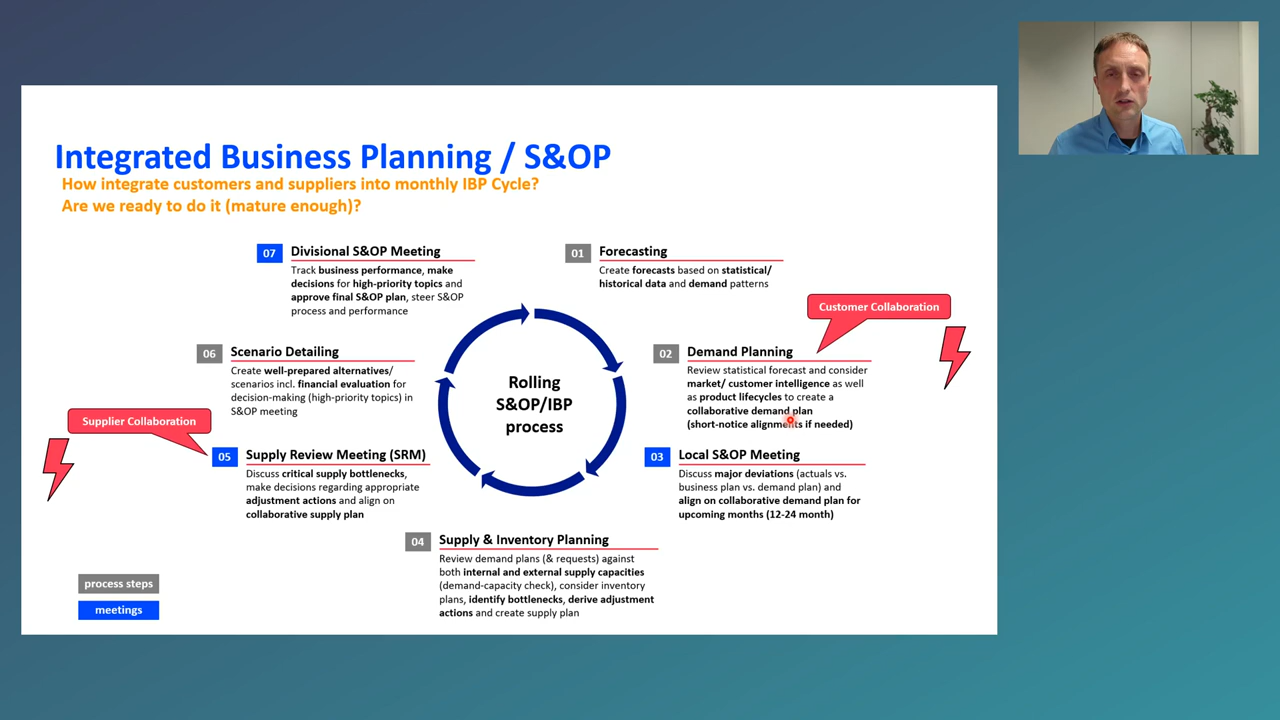 Integrated Business Planning / S&OP
How integrate customers and suppliers into monthly IBP Cycle?
Are we ready to do it (mature enough)?
07
Divisional S&OP Meeting
Track business performance, make
decisions for high-priority topics and
approve final S&OP plan, steer S&OP
process and performance
01
Forecasting
Create forecasts based on statistical/
historical data and demand patterns
Customer Collaboration
06
Scenario Detailing
Create well-prepared alternatives/
scenarios incl. financial evaluation for
decision-making (high-priority topics) in
S&OP meeting
02
Demand Planning
Review statistical forecast and consider
market/ customer intelligence as well
as product lifecycles to create a
collaborative demand plan
(short-notice alignments if needed)
Rolling
S&OP/IBP
process
Supplier Collaboration
05
Supply Review Meeting (SRM)
Discuss critical supply bottlenecks,
make decisions regarding appropriate
adjustment actions and align on
collaborative supply plan
03
Local S&OP Meeting
Discuss major deviations (actuals vs.
business plan vs. demand plan) and
align on collaborative demand plan for
upcoming months (12-24 month)
04
Supply & Inventory Planning
Review demand plans (& requests) against
both internal and external supply capacities
(demand-capacity check), consider inventory
plans, identify bottlenecks, derive adjustment
actions and create supply plan
process steps
meetings